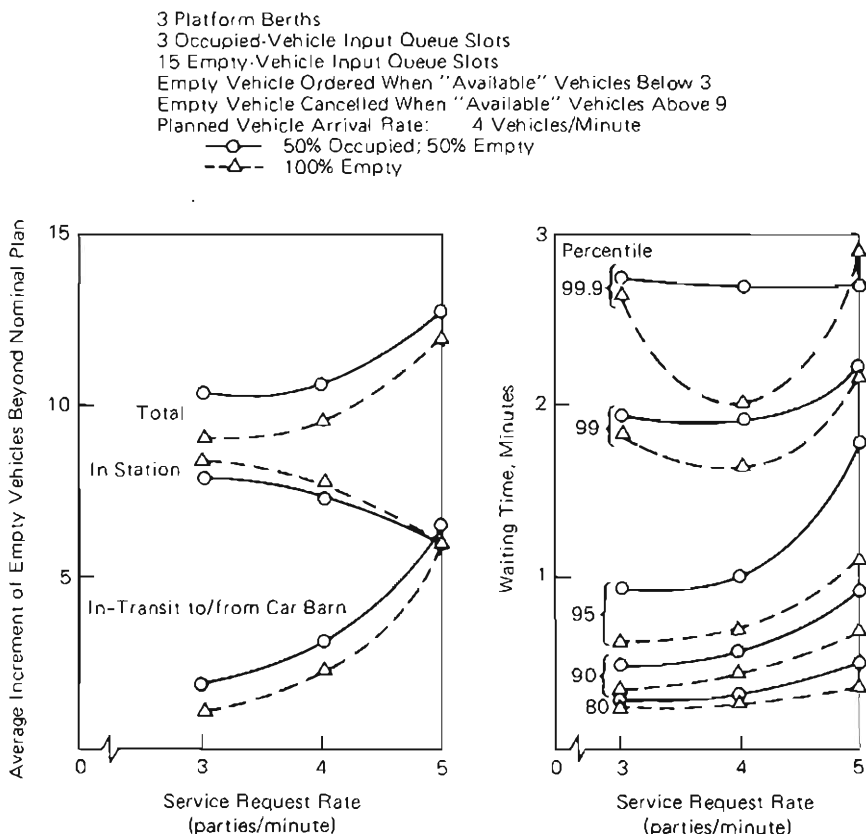 3 Platform Berths
3 Occupied-Vehicle Input Queue Slots
15 Empty-Vehicle Input Queue Slots
Empty Vehicle Ordered When "Available" Vehicles Below 3
Empty Vehicle Cancelled When "Available" Vehicles Above 9
Planned Vehicle Arrival Rate: 4 Vehicles/Minute
50% Occupied; 50% Empty
100% Empty
Average Increment of Empty Vehicles Beyond Nominal Plan
15
10
5
0
Total
In Station
In-Transit to/from Car Barn
0 3 4 5
Service Request Rate
(parties/minute)
Waiting Time, Minutes
3
2
1
Percentile
99.9
99
95
90
80
0 3 4 5
Service Request Rate
(parties/minute)